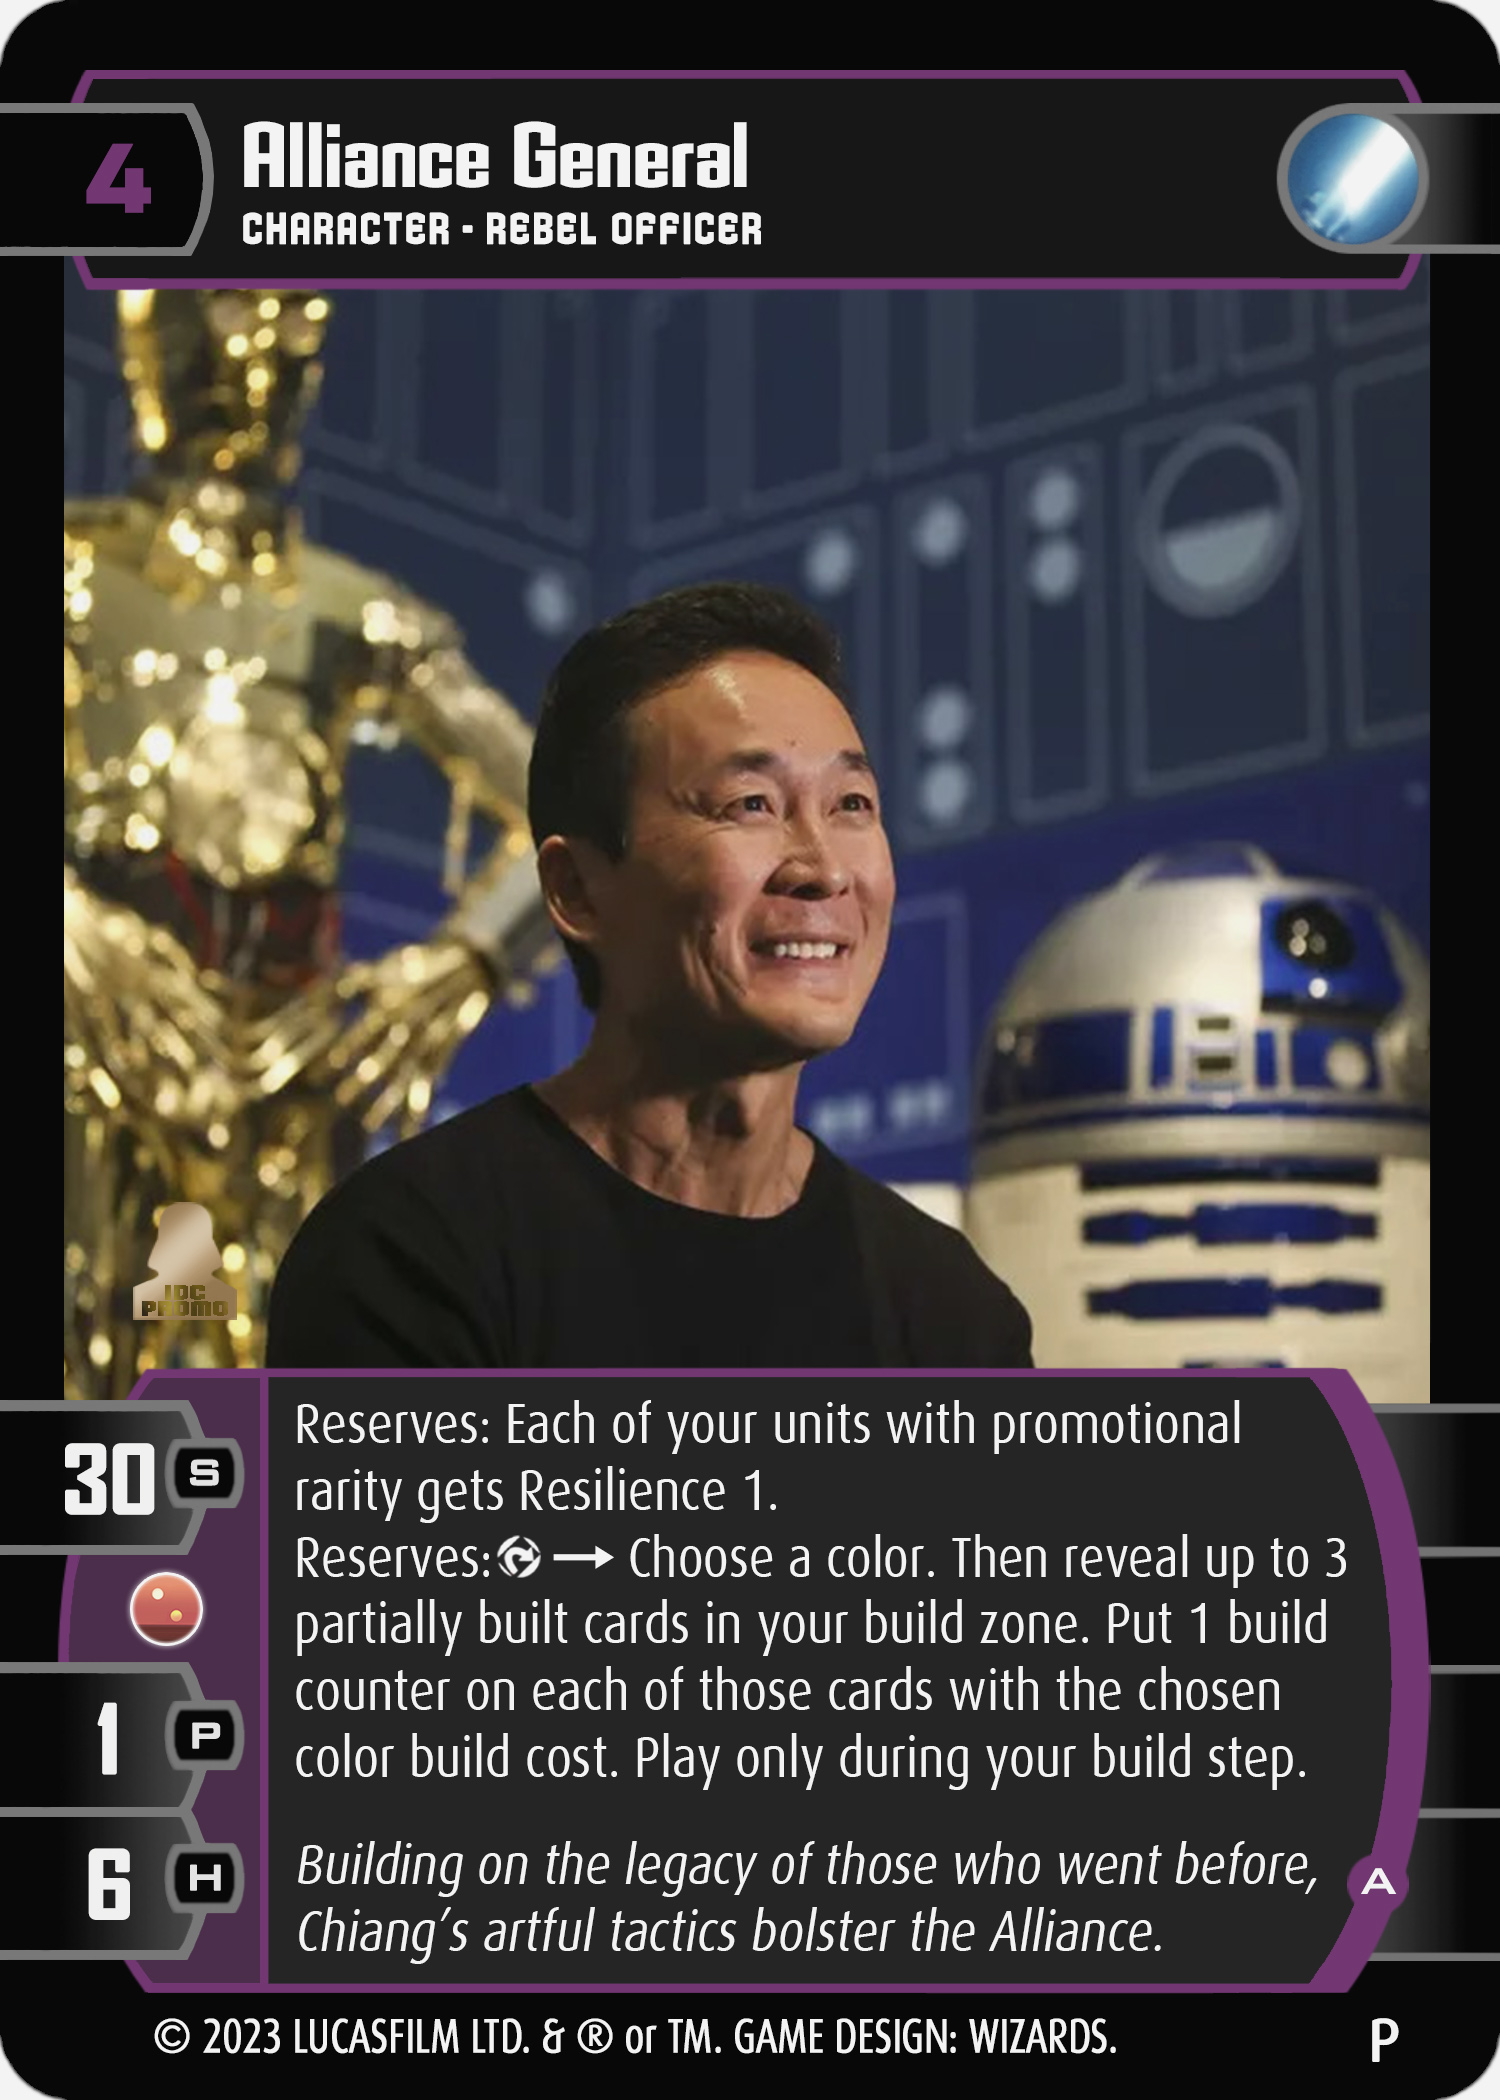 4
Alliance General
CHARACTER - REBEL OFFICER
IDC
PROMO
30 S
1 P
6 H
Reserves: Each of your units with promotional
rarity gets Resilience 1.
Reserves: → Choose a color. Then reveal up to 3
partially built cards in your build zone. Put 1 build
counter on each of those cards with the chosen
color build cost. Play only during your build step.
Building on the legacy of those who went before,
Chiang's artful tactics bolster the Alliance.
A
© 2023 LUCASFILM LTD. & ® or TM. GAME DESIGN: WIZARDS.
P